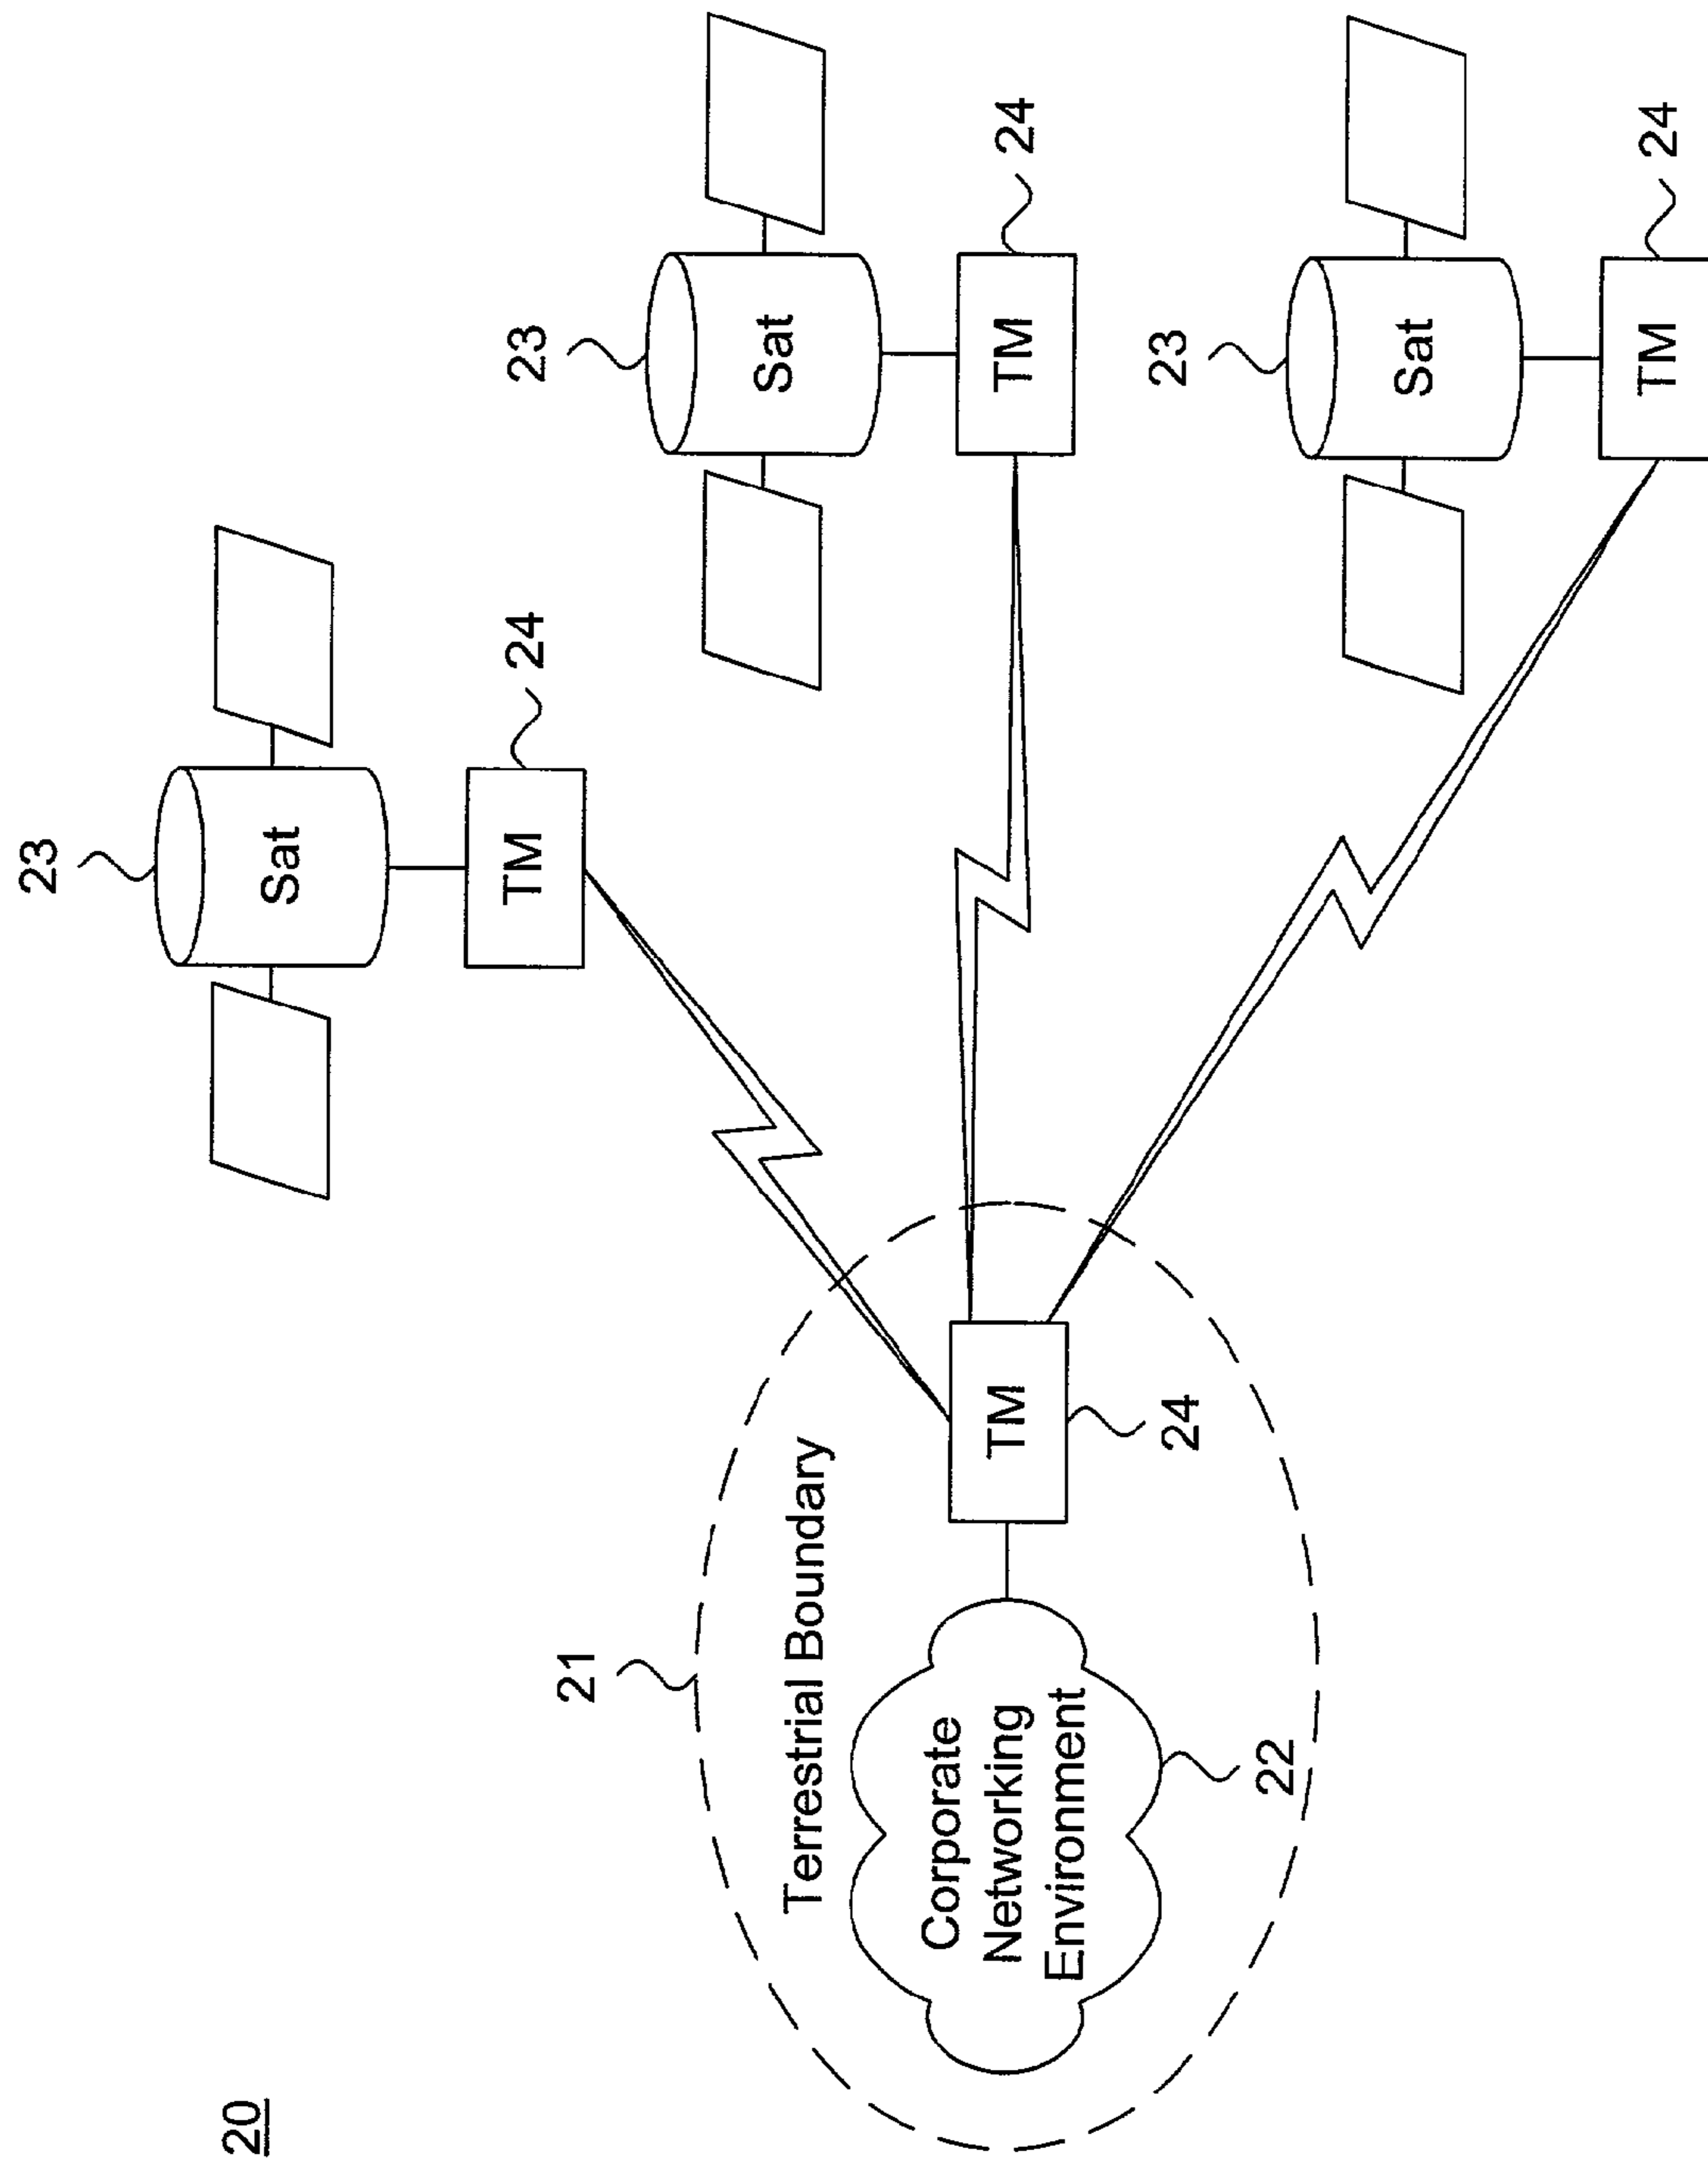 20
23
Sat
TM
24
23
Sat
TM
24
23
Sat
TM
24
21
Terrestrial Boundary
TM
24
Corporate
Networking
Environment
22